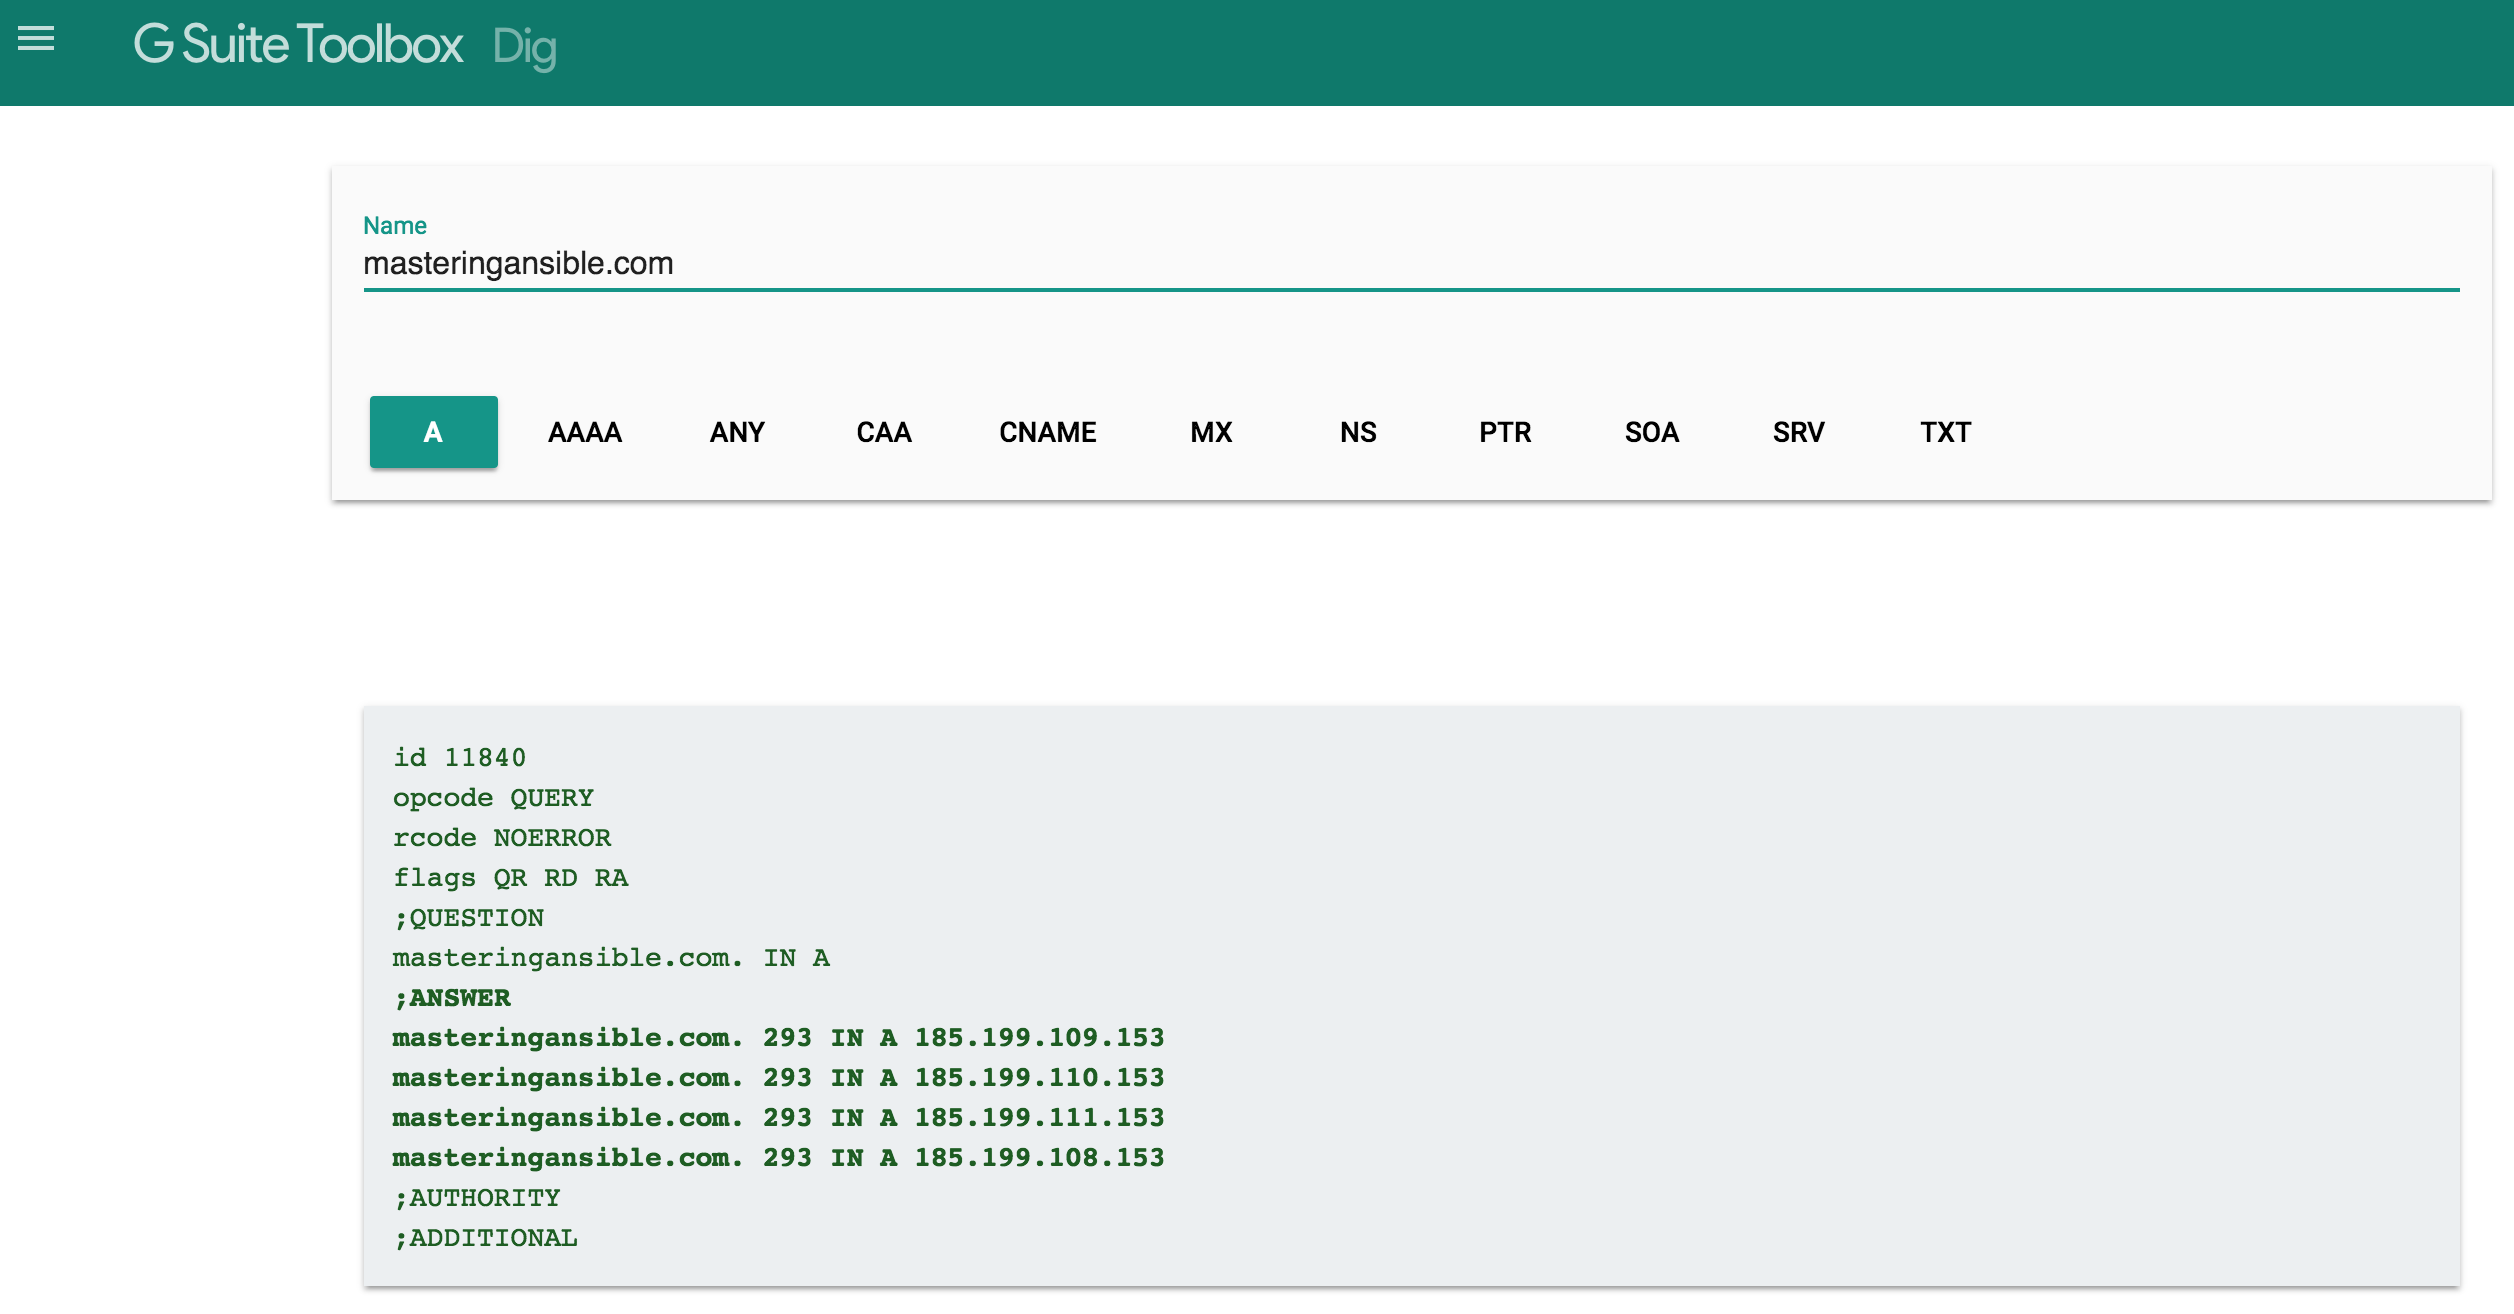 G Suite Toolbox Dig
Name
masteringansible.com
A AAAA ANY CAA CNAME MX NS PTR SOA SRV TXT
id 11840
opcode QUERY
rcode NOERROR
flags QR RD RA
;QUESTION
masteringansible.com. IN A
;ANSWER
masteringansible.com. 293 IN A 185.199.109.153
masteringansible.com. 293 IN A 185.199.110.153
masteringansible.com. 293 IN A 185.199.111.153
masteringansible.com. 293 IN A 185.199.108.153
;AUTHORITY
;ADDITIONAL